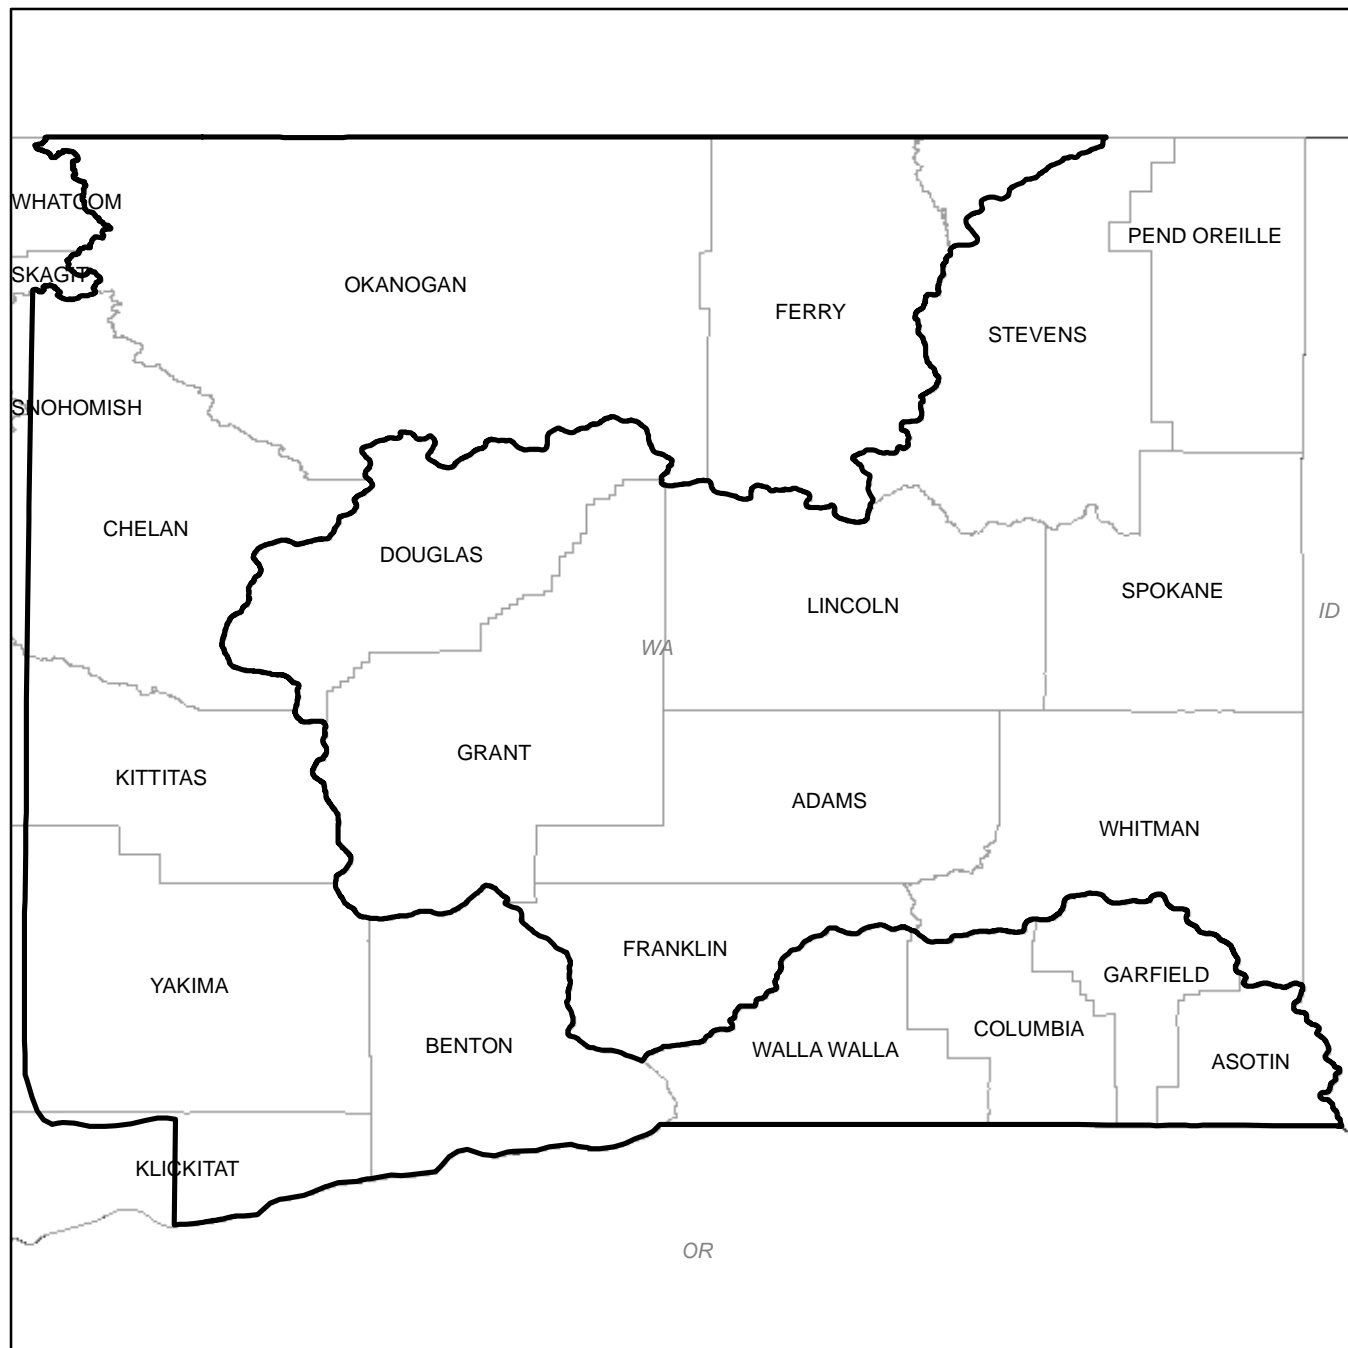 WHATCOM
PEND OREILLE
SKAGIT
OKANOGAN
FERRY
STEVENS
SNOHOMISH
CHELAN
DOUGLAS
SPOKANE
LINCOLN
ID
WA
GRANT
KITTITAS
ADAMS
WHITMAN
FRANKLIN
GARFIELD
YAKIMA
COLUMBIA
BENTON
WALLA WALLA
ASOTIN
KLICKITAT
OR